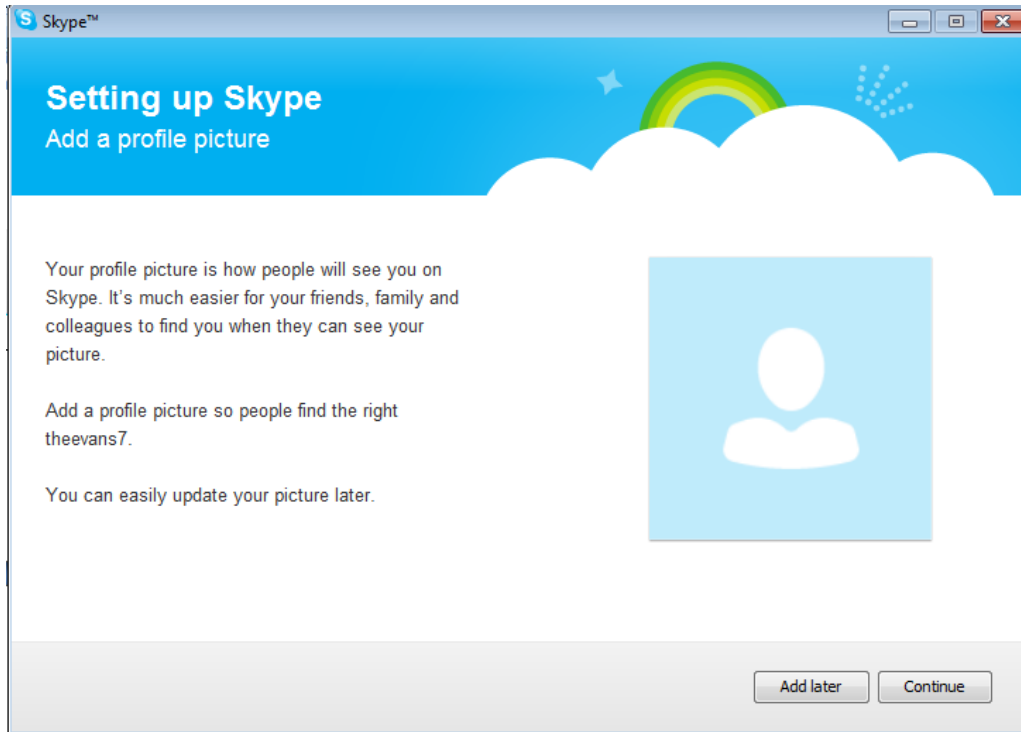 Skype™
Setting up Skype
Add a profile picture
Your profile picture is how people will see you on
Skype. It's much easier for your friends, family and
colleagues to find you when they can see your
picture.
Add a profile picture so people find the right
theevans7.
You can easily update your picture later.
Add later
Continue